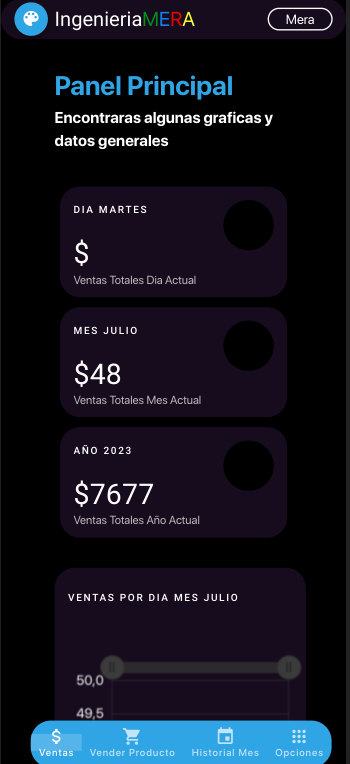 IngenieriaMERA
Mera
Panel Principal
Encontraras algunas graficas y
datos generales
DIA MARTES
$
Ventas Totales Dia Actual
MES JULIO
$48
Ventas Totales Mes Actual
AÑO 2023
$7677
Ventas Totales Año Actual
VENTAS POR DIA MES JULIO
50,0
49,5
Ventas
Vender Producto
Historial Mes
Opciones